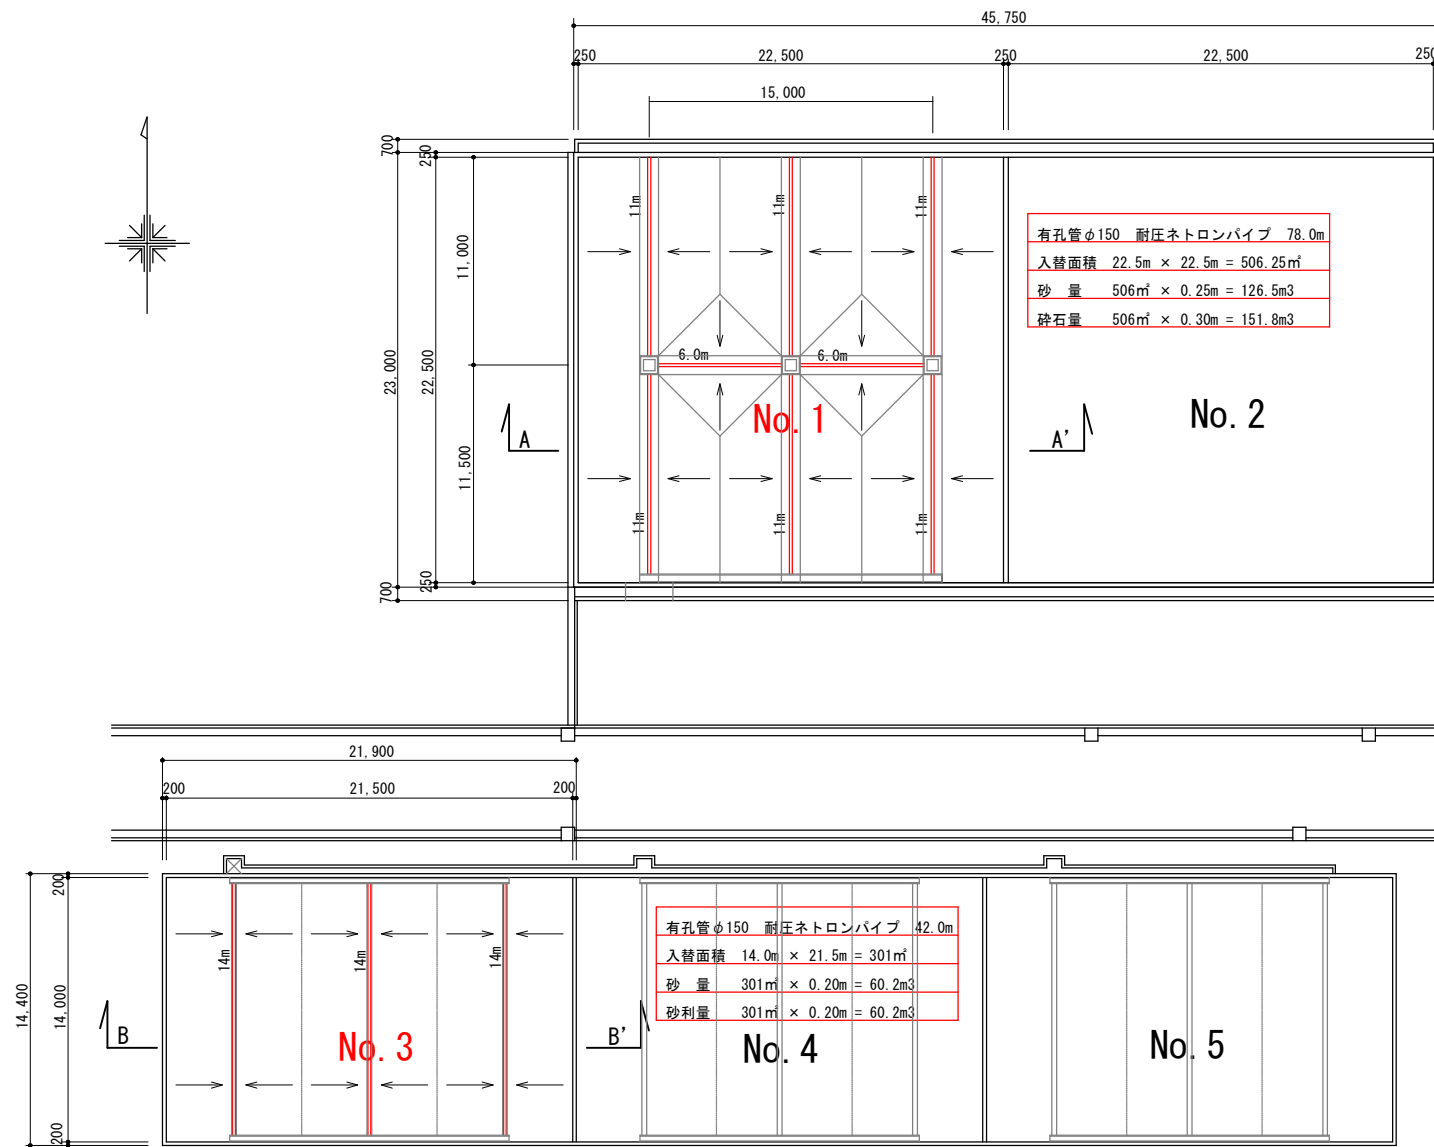 45,750
250 22,500 250 22,500 250
15,000
700
250
11m 11m 11m
11,000
有孔管φ150 耐圧ネトロンパイプ 78.0m
入替面積 22.5m × 22.5m = 506.25㎡
砂 量 506㎡ × 0.25m = 126.5m3
砕石量 506㎡ × 0.30m = 151.8m3
6.0m 6.0m
23,000
22,500
No.1
No.2
A A'
11,500
11m 11m 11m
250
700
21,900
200 21,500 200
200
有孔管φ150 耐圧ネトロンパイプ 42.0m
入替面積 14.0m × 21.5m = 301㎡
砂 量 301㎡ × 0.20m = 60.2m3
砂利量 301㎡ × 0.20m = 60.2m3
14m 14m 14m
14,400
14,000
B B'
No.3
No.4
No.5
200